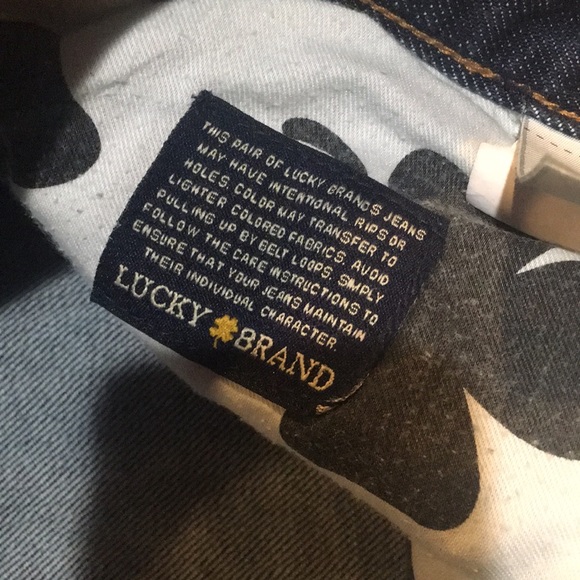 THIS PAIR OF LUCKY BRANDS JEANS
MAY HAVE INTENTIONAL RIPS OR
HOLES. COLOR MAY TRANSFER TO
LIGHTER COLORED FABRICS. AVOID
PULLING UP BY BELT LOOPS. SIMPLY
FOLLOW THE CARE INSTRUCTIONS TO
ENSURE THAT YOUR JEANS MAINTAIN
THEIR INDIVIDUAL CHARACTER.
LUCKY BRAND